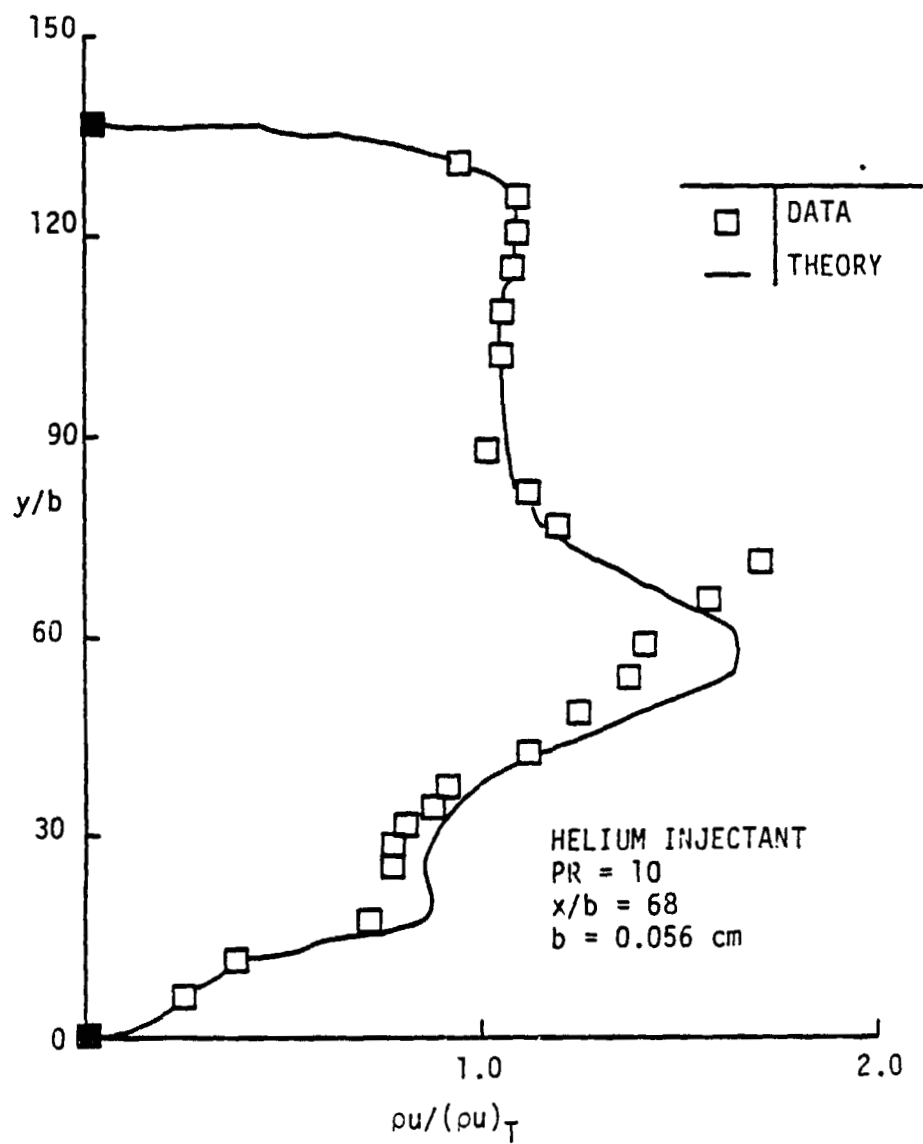 150
120
90
y/b
60
30
0
1.0
2.0
ρu/(ρu)T
DATA
THEORY
HELIUM INJECTANT
PR = 10
x/b = 68
b = 0.056 cm